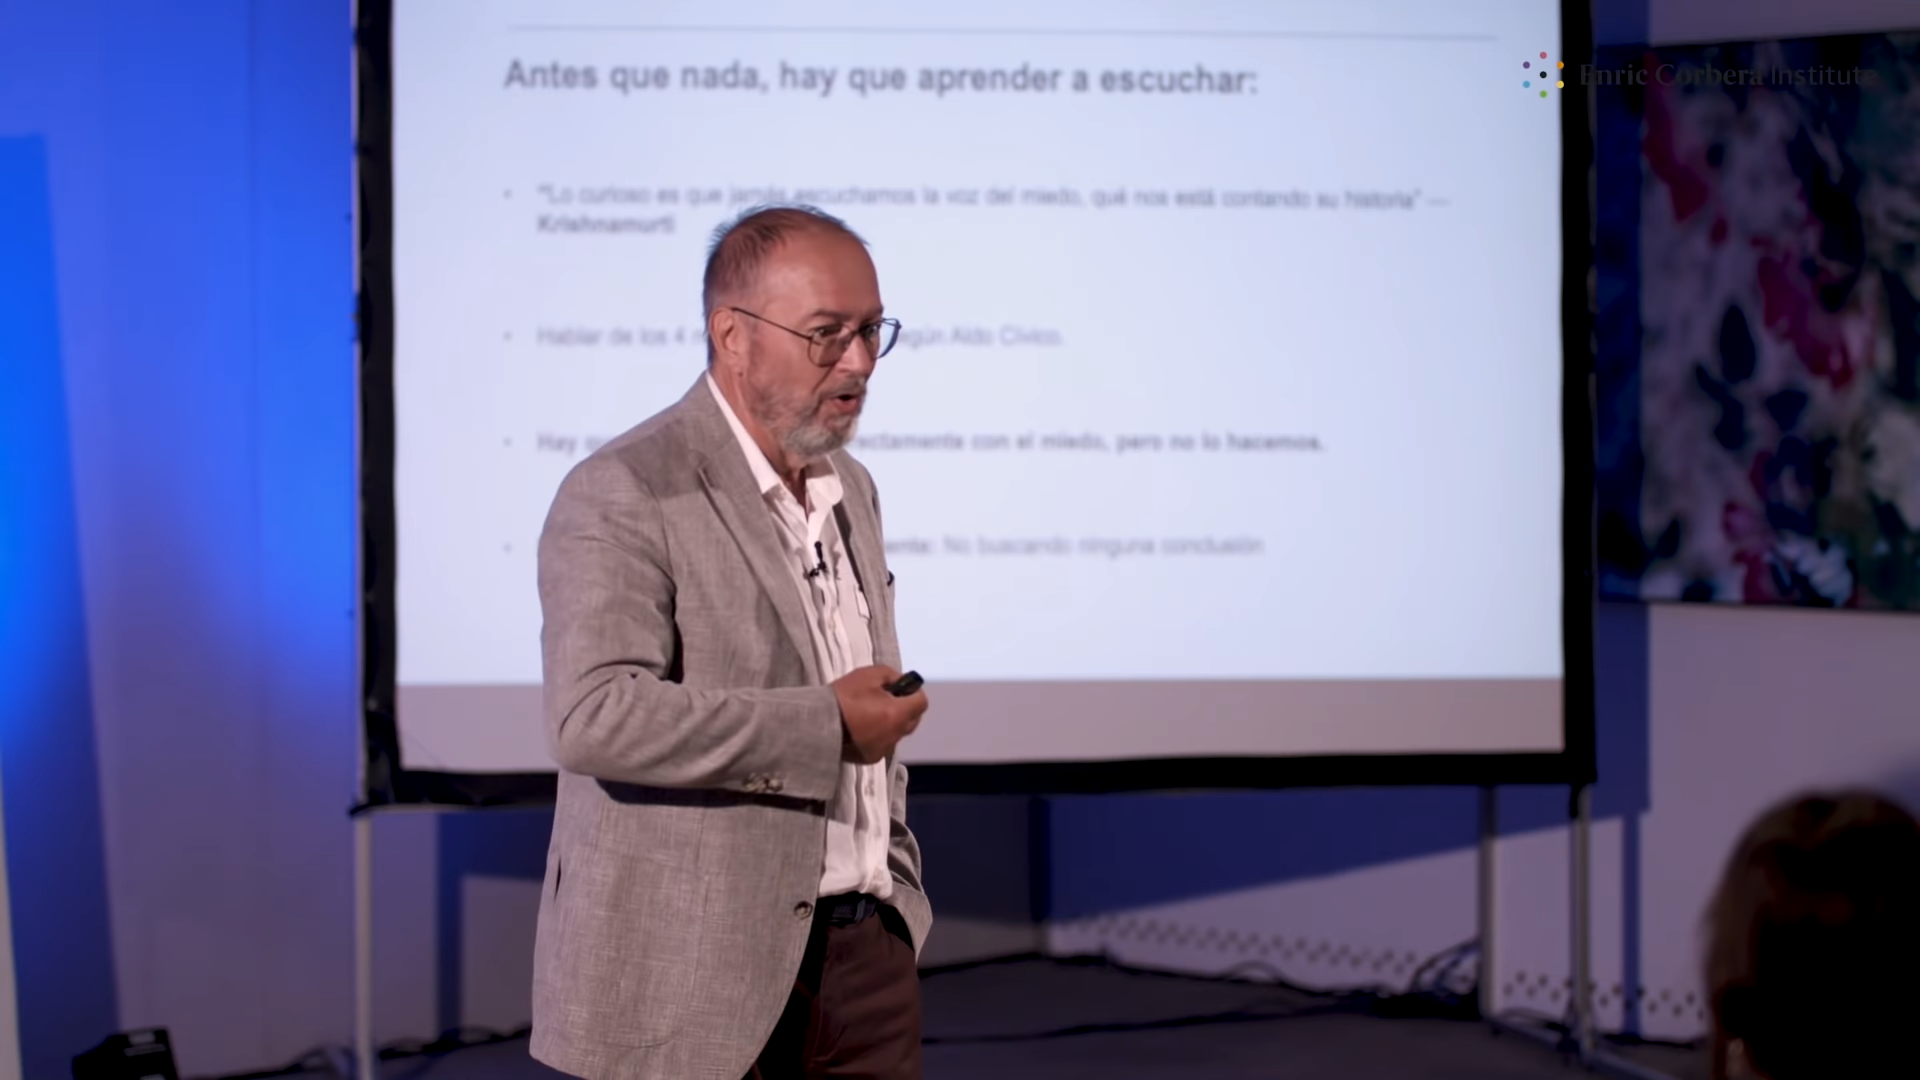 Enric Corbera Institute
Antes que nada, hay que aprender a escuchar:
• "Lo curioso es que jamás escuchamos la voz del miedo, qué nos está contando su historia" —
Krishnamurti
• Hablar de los 4 según Aldo Civico.
• Hay con el miedo, pero no lo hacemos.
• No buscando ninguna conclusión